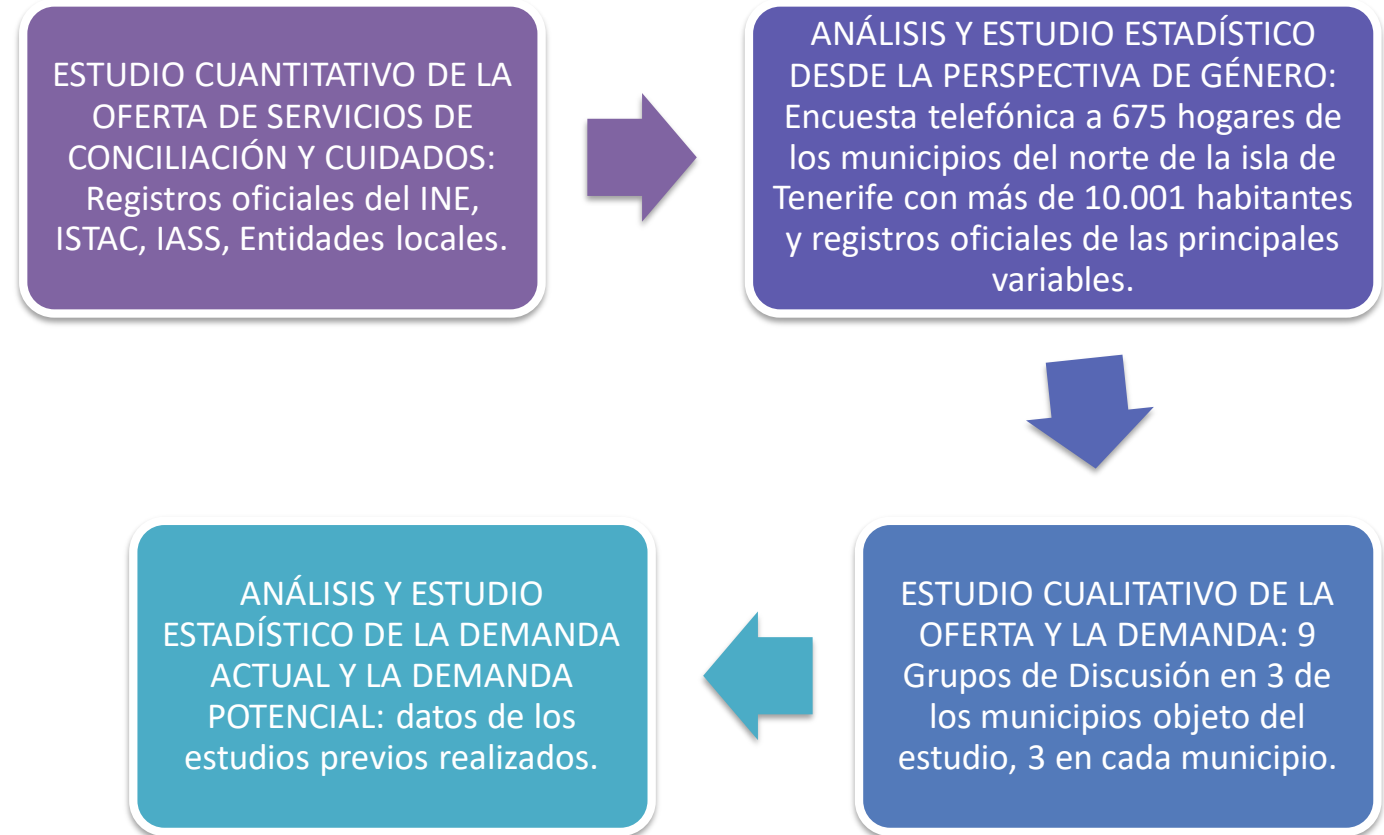 ESTUDIO CUANTITATIVO DE LA
OFERTA DE SERVICIOS DE
CONCILIACIÓN Y CUIDADOS:
Registros oficiales del INE,
ISTAC, IASS, Entidades locales.
ANÁLISIS Y ESTUDIO ESTADÍSTICO
DESDE LA PERSPECTIVA DE GÉNERO:
Encuesta telefónica a 675 hogares de
los municipios del norte de la isla de
Tenerife con más de 10.001 habitantes
y registros oficiales de las principales
variables.
ESTUDIO CUALITATIVO DE LA
OFERTA Y LA DEMANDA: 9
Grupos de Discusión en 3 de
los municipios objeto del
estudio, 3 en cada municipio.
ANÁLISIS Y ESTUDIO
ESTADÍSTICO DE LA DEMANDA
ACTUAL Y LA DEMANDA
POTENCIAL: datos de los
estudios previos realizados.